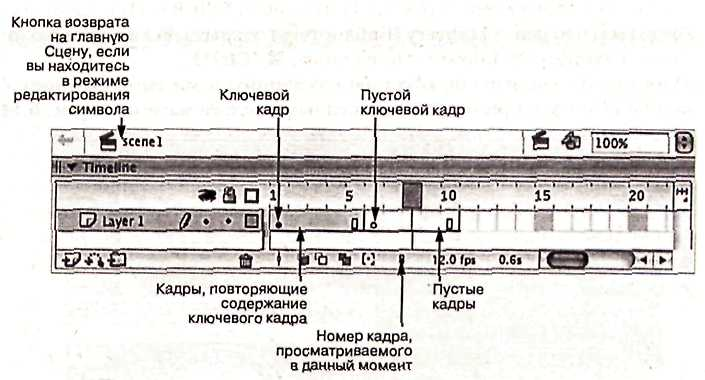 Кнопка возврата
на главную
Сцену, если
вы находитесь
в режиме
редактирования
символа
Ключевой
кадр
Пустой
ключевой кадр
scene1
100%
Timeline
1 5 10 15 20
Layer 1
12.0 fps 0.6s
Кадры, повторяющие
содержание
ключевого кадра
Пустые
кадры
Номер кадра,
просматриваемого
в данный момент